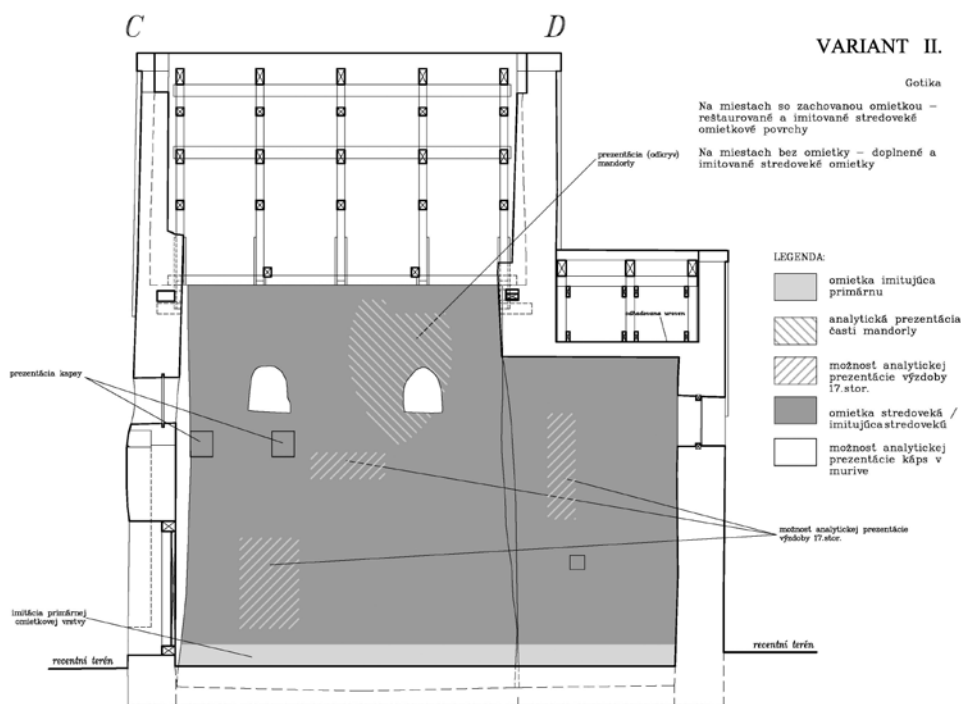 C
D
VARIANT II.
Gotika
Na miestach so zachovanou omietkou –
reštaurované a imitované stredoveké
omietkové povrchy
Na miestach bez omietky – doplnené a
imitované stredoveké omietky
prezentácia (odkryv)
mandorly
LEGENDA:
omietka imitujúca
primárnu
analytická prezentácia
častí mandorly
možnosť analytickej
prezentácie výzdoby
17.stor.
omietka stredoveká /
imitujúca stredovekú
možnosť analytickej
prezentácie káps v
murive
prezentácia kapsy
možnosť analytickej prezentácie
výzdoby 17.stor.
imitácia primárnej
omietkovej vrstvy
recentní terén
recentní terén